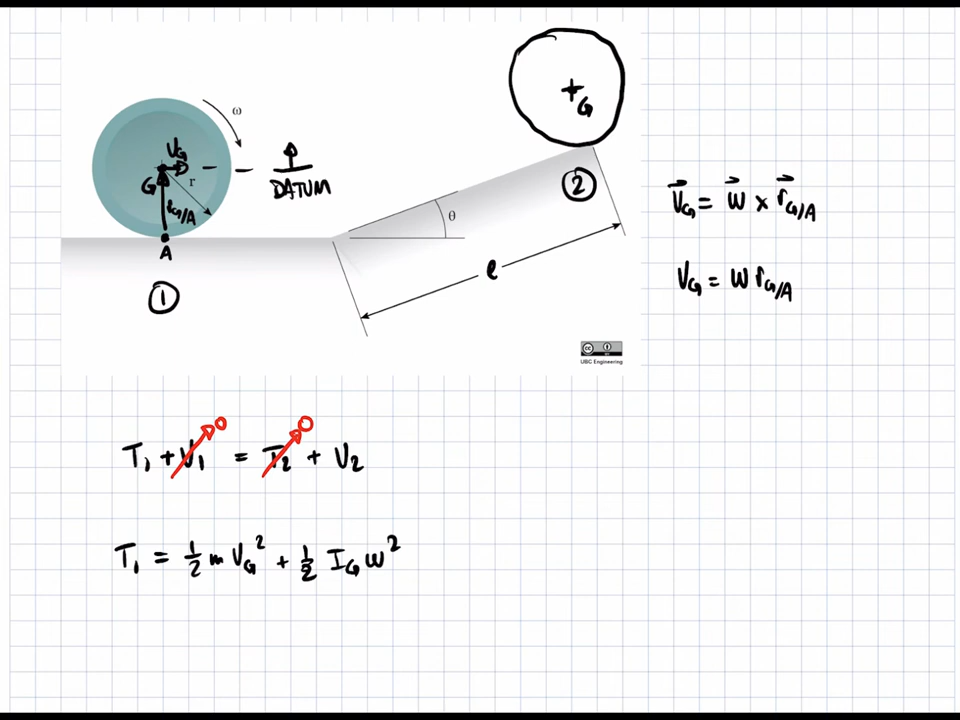 ω
V_G
G
r
r_G/A
A
DATUM
1
+G
2
θ
l
UBC Engineering
V⃗_G = ω⃗ × r⃗_G/A
V_G = ω r_G/A
T₁ + V₁ = T₂ + V₂
0
0
T₁ = ½ m V_G² + ½ I_G ω²